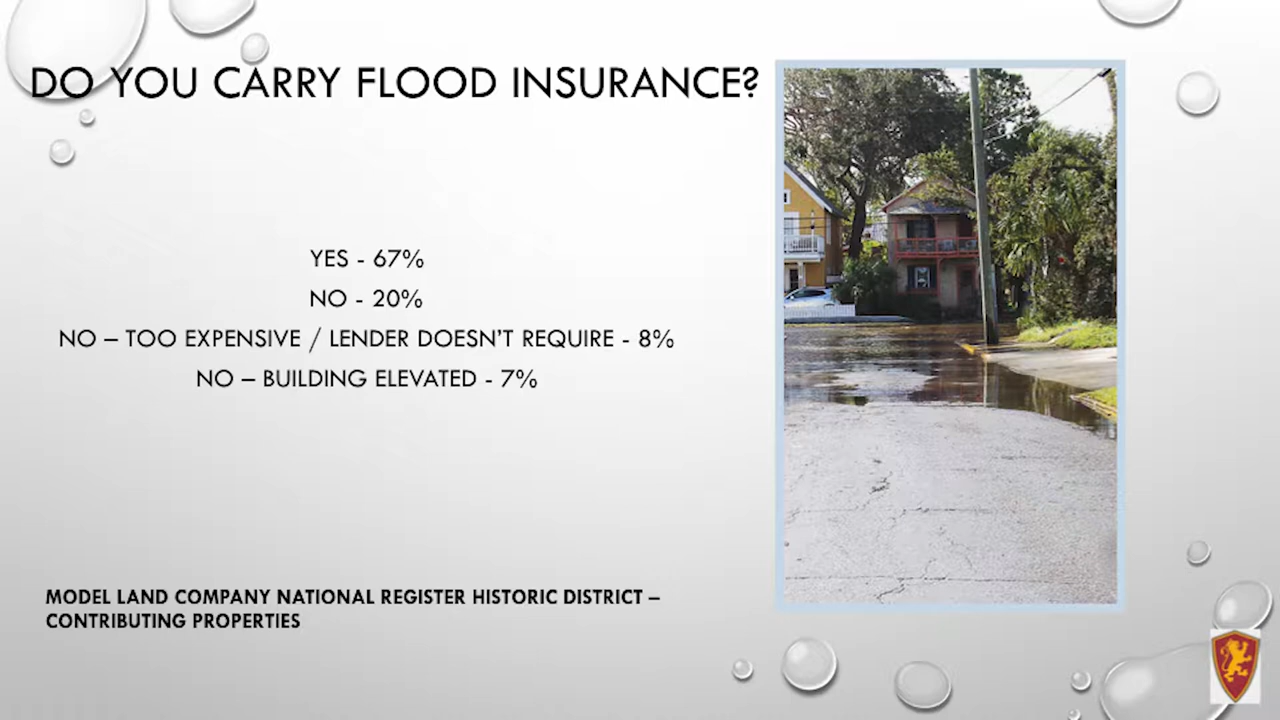 DO YOU CARRY FLOOD INSURANCE?
YES - 67%
NO - 20%
NO – TOO EXPENSIVE / LENDER DOESN’T REQUIRE - 8%
NO – BUILDING ELEVATED - 7%
MODEL LAND COMPANY NATIONAL REGISTER HISTORIC DISTRICT –
CONTRIBUTING PROPERTIES